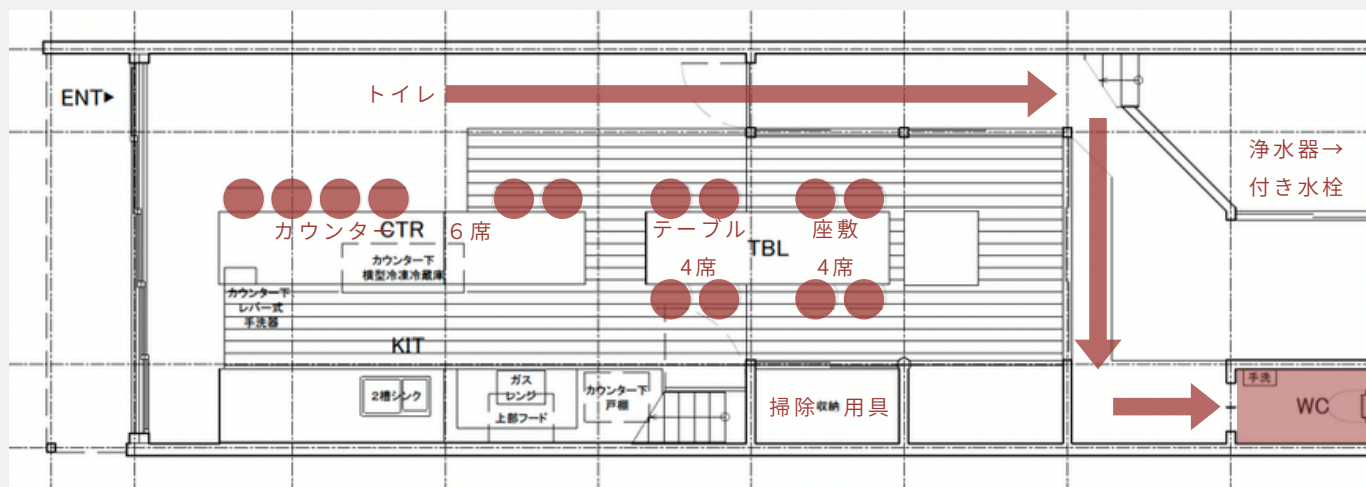 ENT▶
トイレ
浄水器→
付き水栓
カウンター 6席
CTR
カウンター下
横型冷凍冷蔵庫
テーブル
4席
座敷
4席
TBL
カウンター下
レバー式
手洗器
KIT
2槽シンク
ガス
レンジ
上部フード
カウンター下
戸棚
掃除用具
収納
手洗
WC